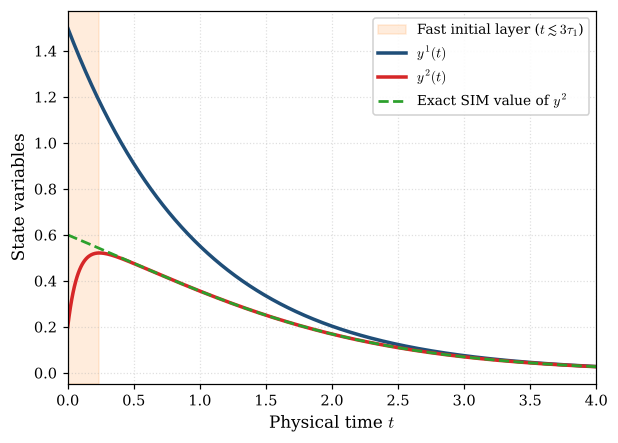 Fast initial layer (t ≲ 3τ₁)
y¹(t)
y²(t)
Exact SIM value of y²
State variables
1.4
1.2
1.0
0.8
0.6
0.4
0.2
0.0
0.0 0.5 1.0 1.5 2.0 2.5 3.0 3.5 4.0
Physical time t